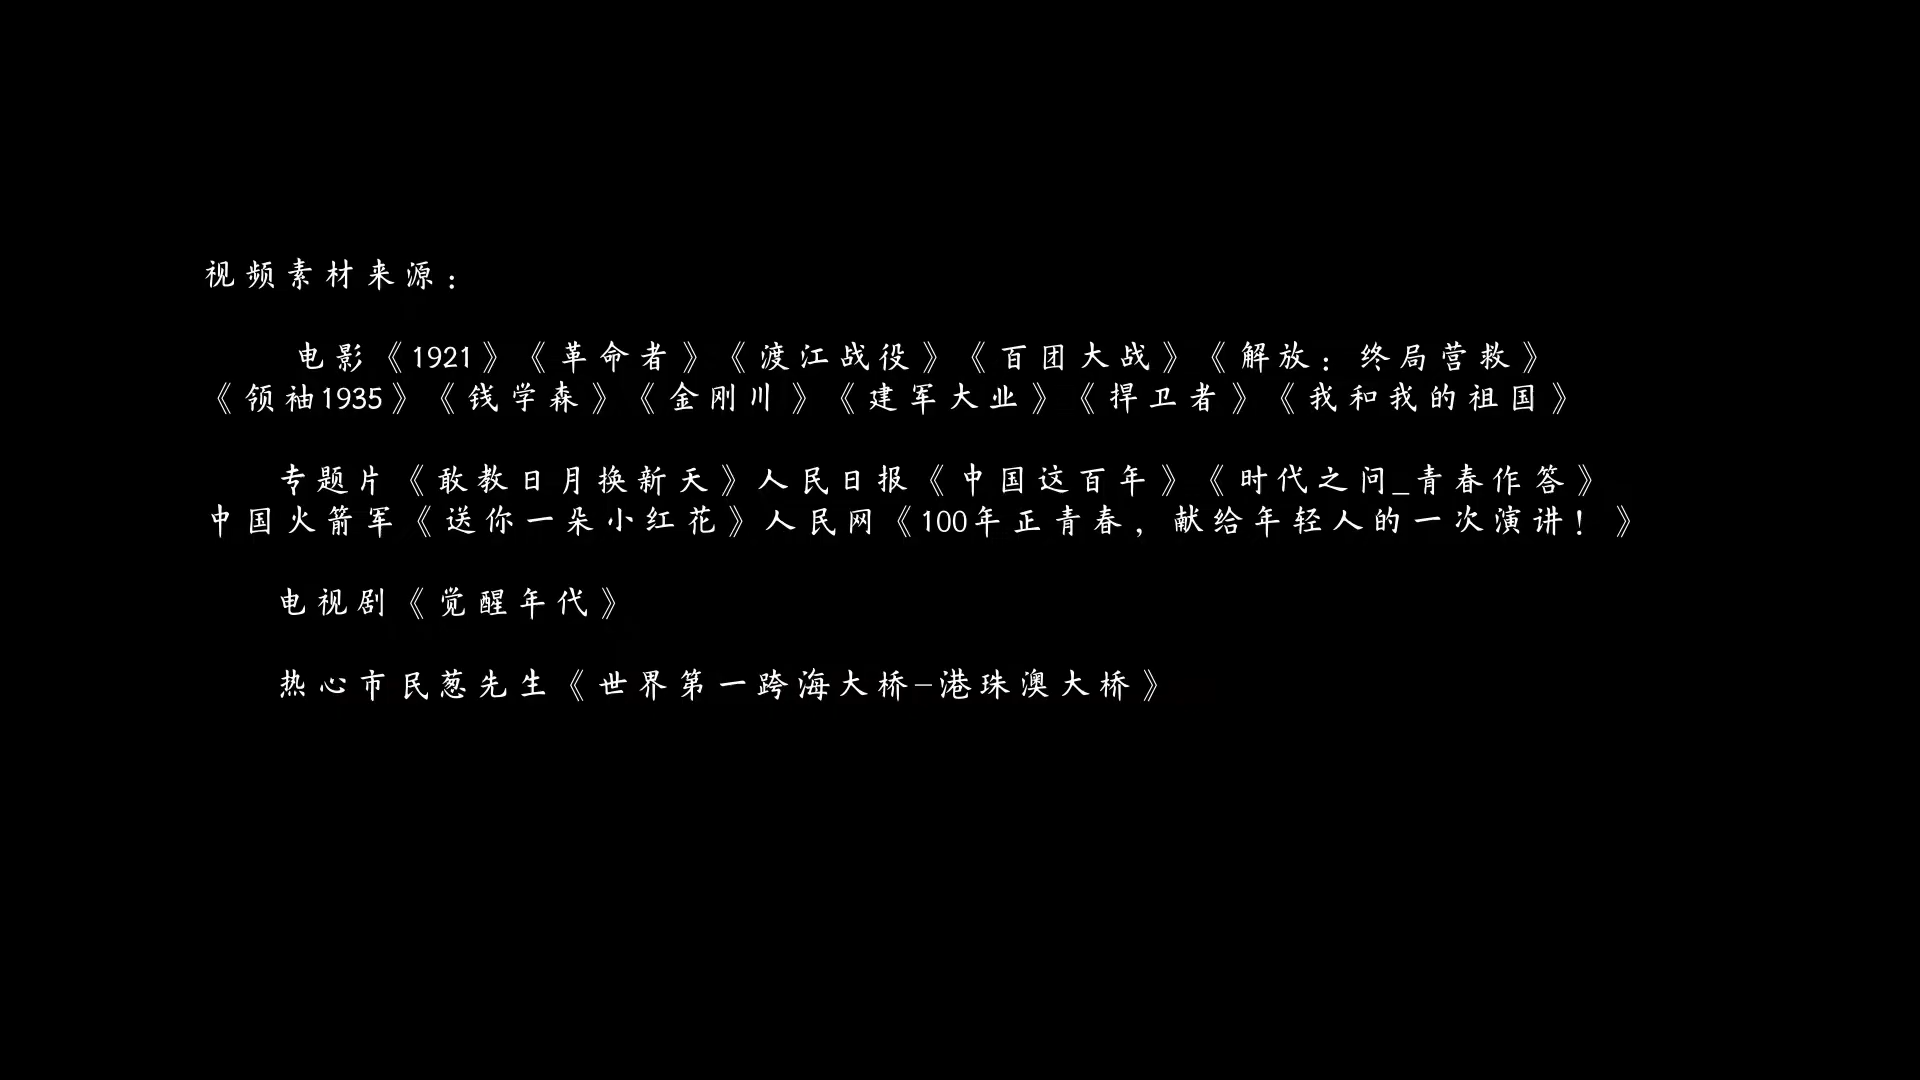 视频素材来源：
电影《1921》《革命者》《渡江战役》《百团大战》《解放：终局营救》
《领袖1935》《钱学森》《金刚川》《建军大业》《捍卫者》《我和我的祖国》
专题片《敢教日月换新天》人民日报《中国这百年》《时代之问_青春作答》
中国火箭军《送你一朵小红花》人民网《100年正青春，献给年轻人的一次演讲！》
电视剧《觉醒年代》
热心市民葱先生《世界第一跨海大桥-港珠澳大桥》